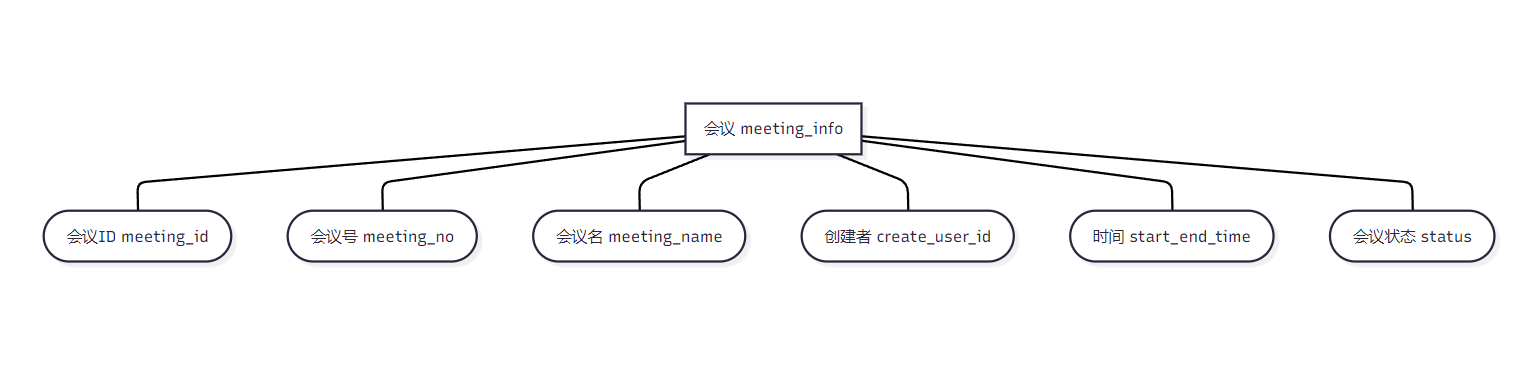 会议 meeting_info
会议ID meeting_id
会议号 meeting_no
会议名 meeting_name
创建者 create_user_id
时间 start_end_time
会议状态 status